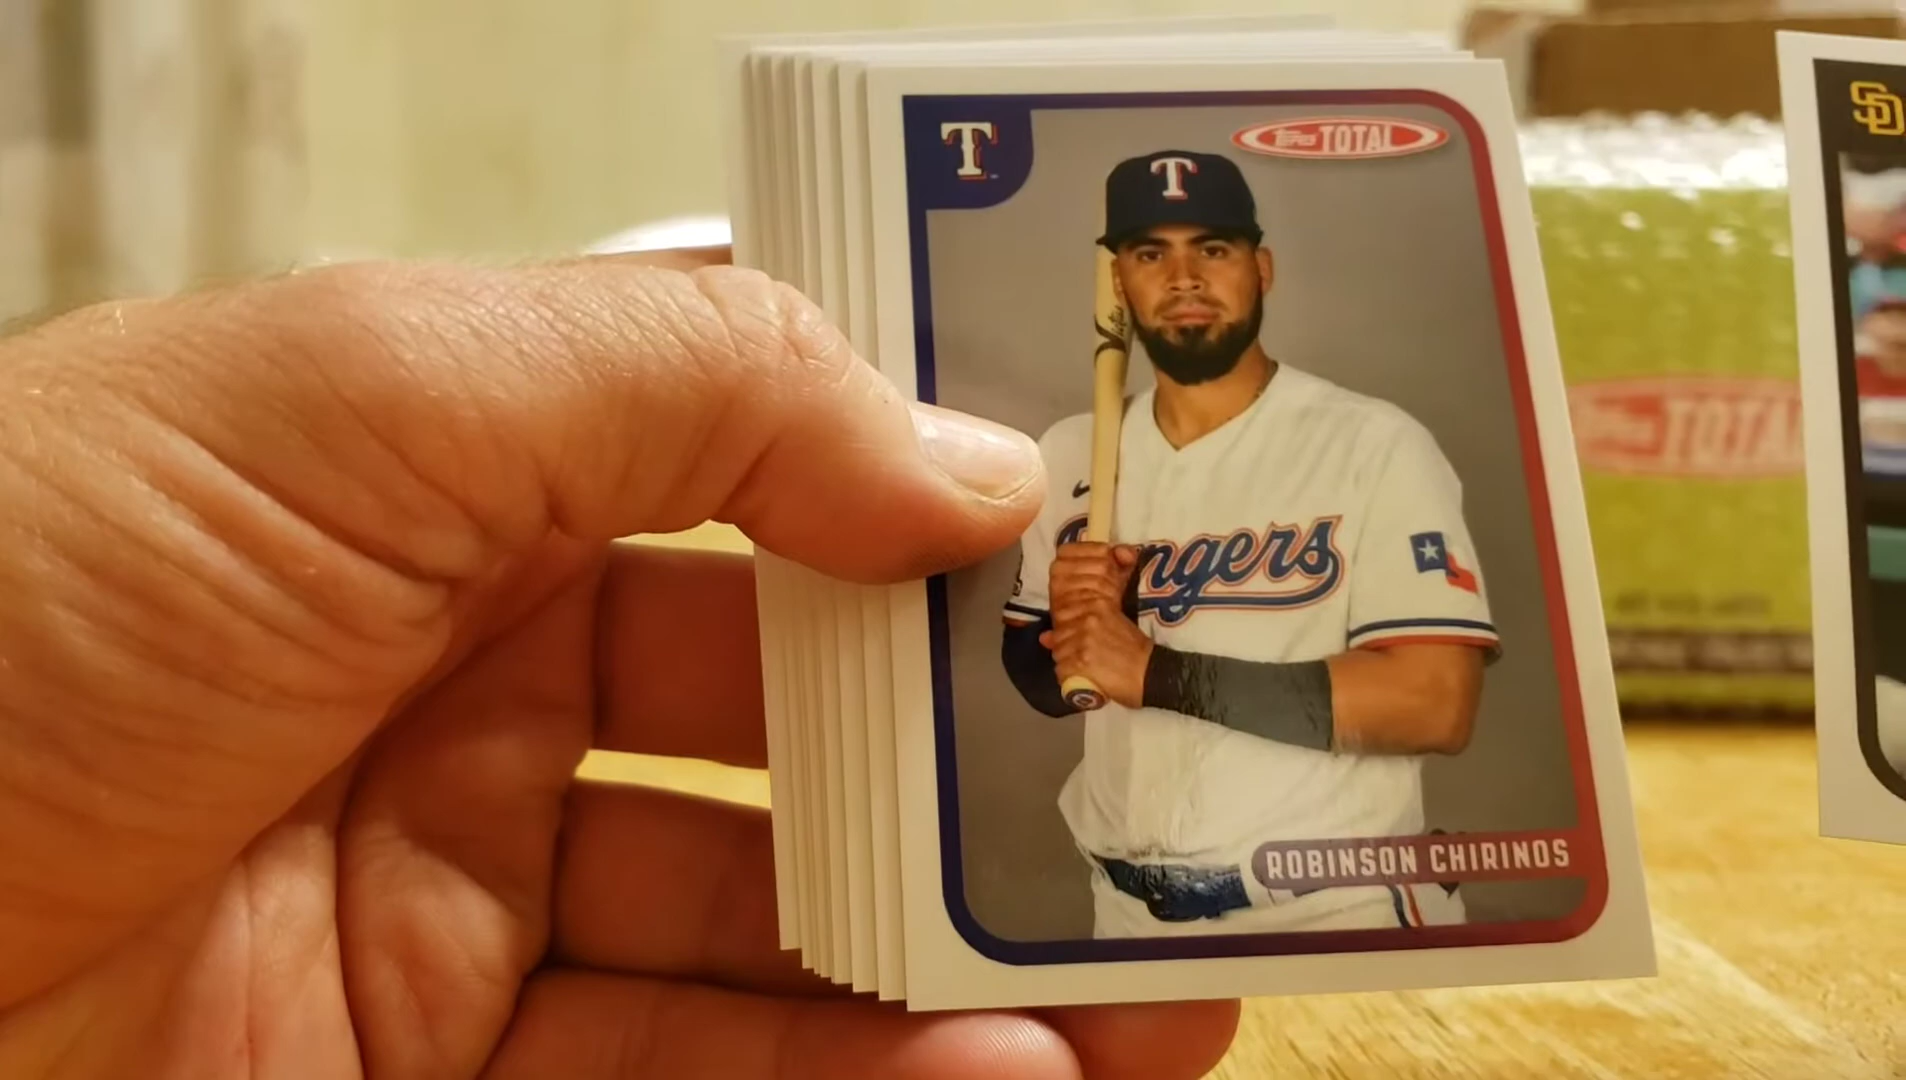 T
Topps TOTAL
SD
T
Rangers
TOTAL
ROBINSON CHIRINOS